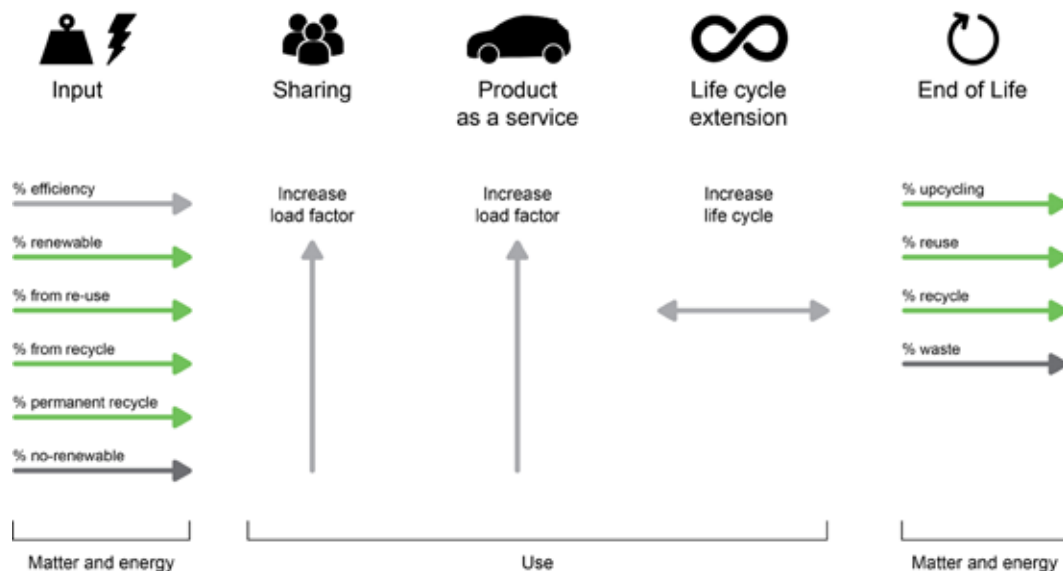 Input
Sharing
Product
as a service
Life cycle
extension
End of Life
% efficiency
% renewable
% from re-use
% from recycle
% permanent recycle
% no-renewable
Increase
load factor
Increase
load factor
Increase
life cycle
% upcycling
% reuse
% recycle
% waste
Matter and energy
Use
Matter and energy